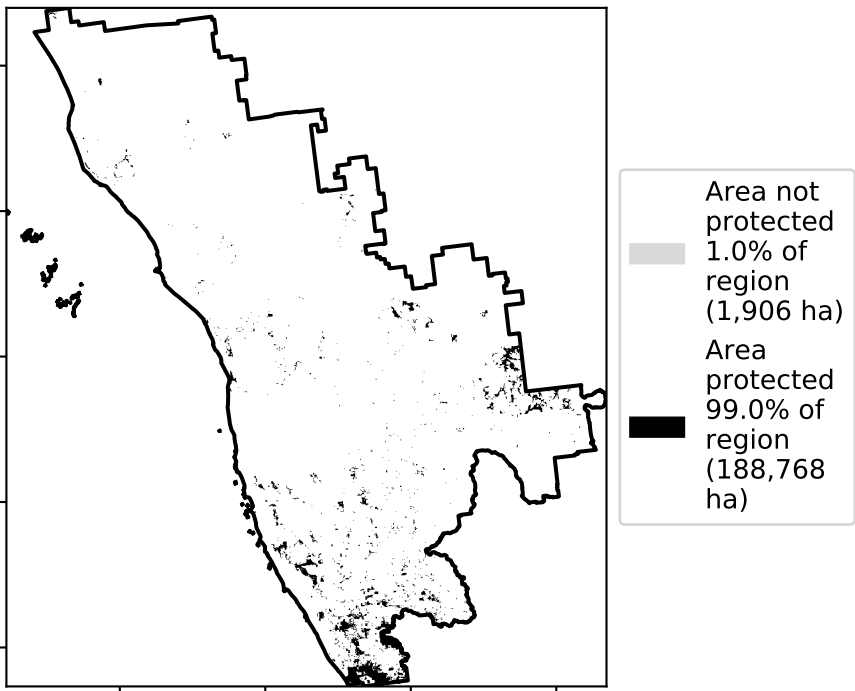 Area not
protected
1.0% of
region
(1,906 ha)
Area
protected
99.0% of
region
(188,768
ha)